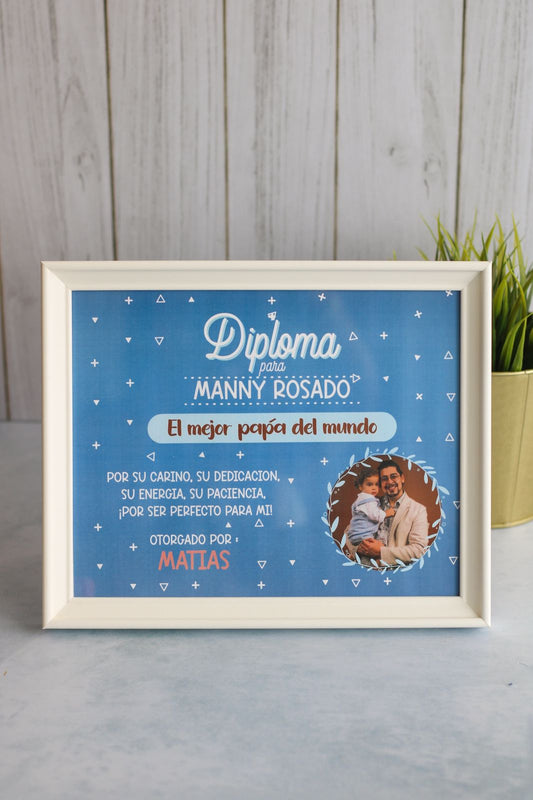 Diploma
para
MANNY ROSADO
El mejor papá del mundo
POR SU CARINO, SU DEDICACION,
SU ENERGIA, SU PACIENCIA,
¡POR SER PERFECTO PARA MI!
OTORGADO POR :
MATIAS